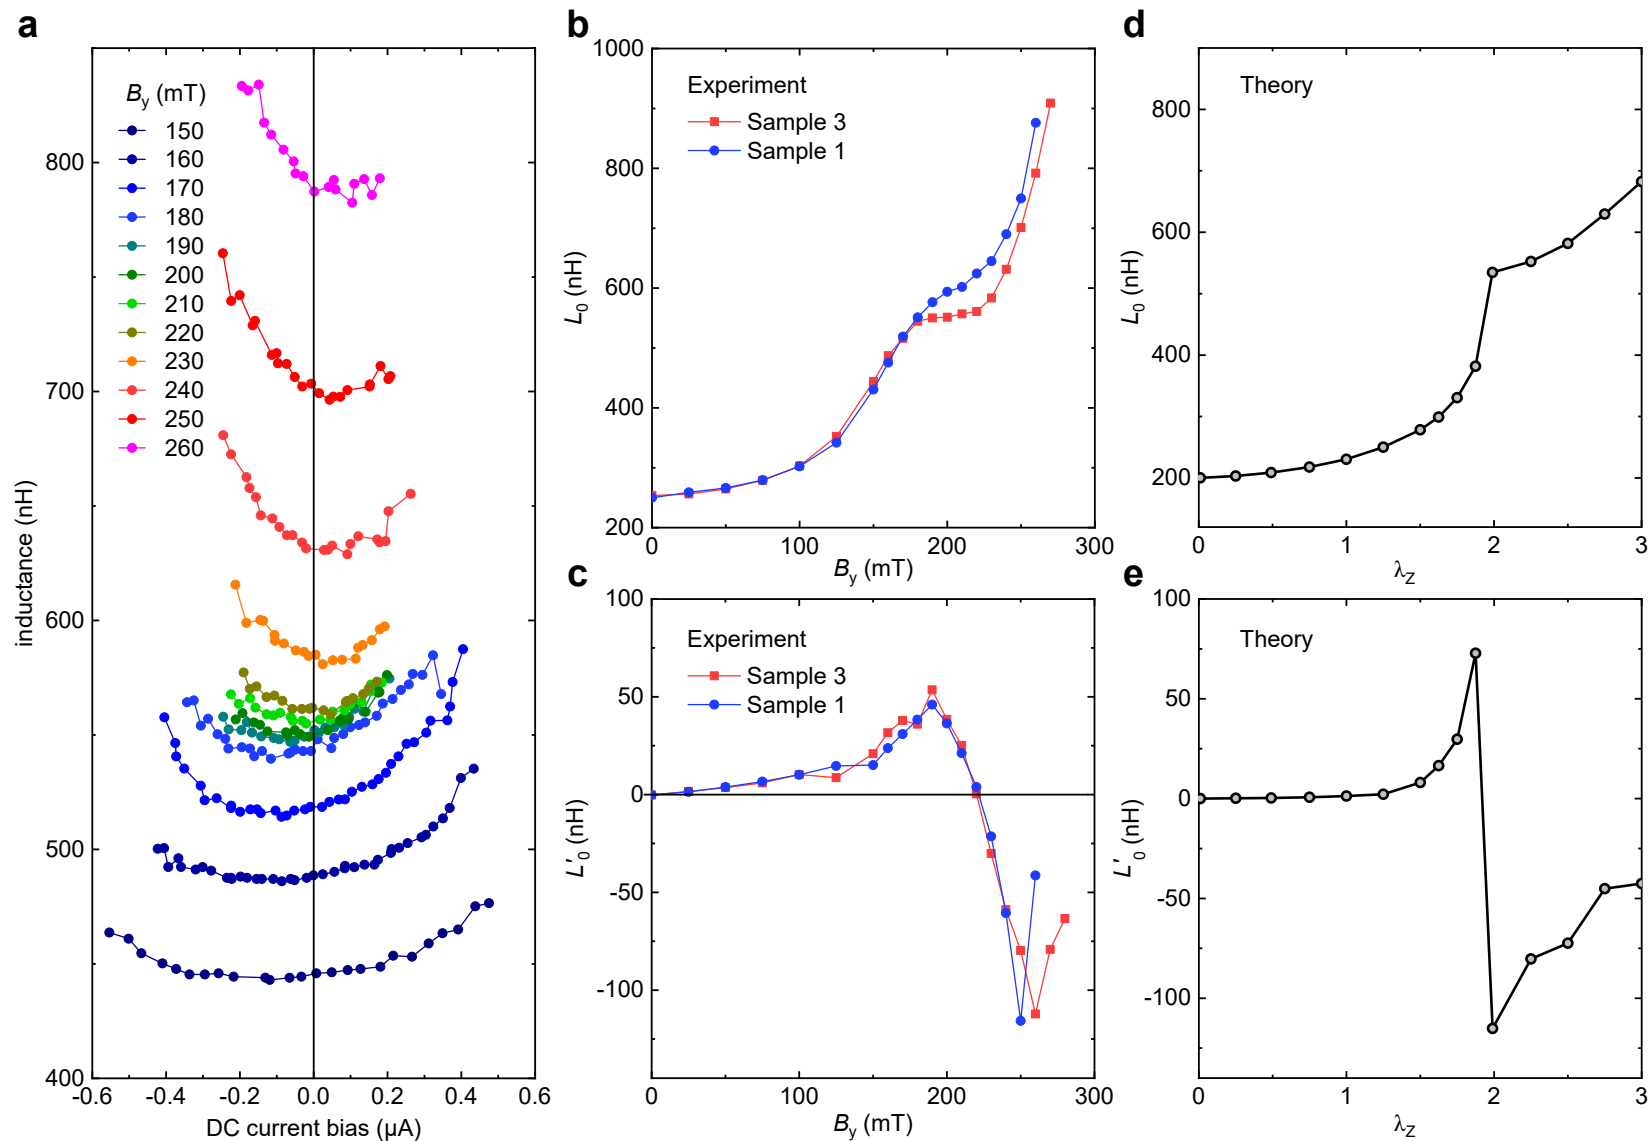 a
B_y (mT)
150
160
170
180
190
200
210
220
230
240
250
260
800
700
600
500
400
inductance (nH)
-0.6 -0.4 -0.2 0.0 0.2 0.4 0.6
DC current bias (µA)
b
1000
800
600
400
200
L_0 (nH)
Experiment
Sample 3
Sample 1
0 100 200 300
B_y (mT)
c
100
50
0
-50
-100
L'_0 (nH)
Experiment
Sample 3
Sample 1
0 100 200 300
B_y (mT)
d
800
600
400
200
L_0 (nH)
Theory
0 1 2 3
λ_Z
e
100
50
0
-50
-100
L'_0 (nH)
Theory
0 1 2 3
λ_Z